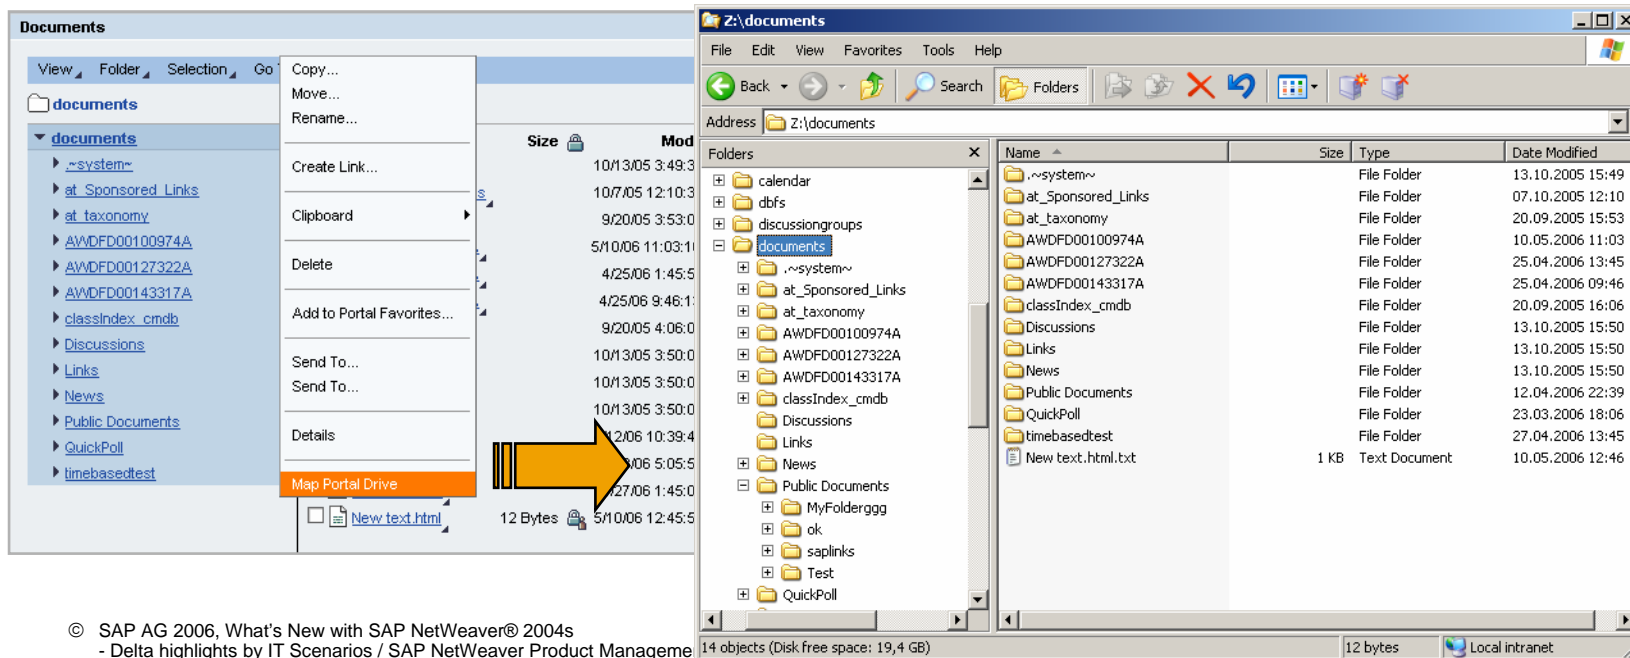 Documents
View Folder Selection Go
documents
documents
.~system~
at_Sponsored_Links
at_taxonomy
AWDFD00100974A
AWDFD00127322A
AWDFD00143317A
classIndex_cmdb
Discussions
Links
News
Public Documents
QuickPoll
timebasedtest
Copy...
Move...
Rename...
Create Link...
Clipboard
Delete
Add to Portal Favorites...
Send To...
Send To...
Details
Map Portal Drive
Size Mod
10/13/05 3:49:3
s 10/7/05 12:10:3
9/20/05 3:53:0
5/10/06 11:03:1
4/25/06 1:45:5
4/25/06 9:46:1
9/20/05 4:06:0
10/13/05 3:50:0
10/13/05 3:50:0
10/13/05 3:50:0
12/06 10:39:4
/06 5:05:5
27/06 1:45:0
New text.html 12 Bytes 5/10/06 12:45:5
Z:\documents
File Edit View Favorites Tools Help
Back Search Folders
Address Z:\documents
Folders
calendar
dbfs
discussiongroups
documents
.~system~
at_Sponsored_Links
at_taxonomy
AWDFD00100974A
AWDFD00127322A
AWDFD00143317A
classIndex_cmdb
Discussions
Links
News
Public Documents
MyFolderggg
ok
saplinks
Test
QuickPoll
Name Size Type Date Modified
.~system~ File Folder 13.10.2005 15:49
at_Sponsored_Links File Folder 07.10.2005 12:10
at_taxonomy File Folder 20.09.2005 15:53
AWDFD00100974A File Folder 10.05.2006 11:03
AWDFD00127322A File Folder 25.04.2006 13:45
AWDFD00143317A File Folder 25.04.2006 09:46
classIndex_cmdb File Folder 20.09.2005 16:06
Discussions File Folder 13.10.2005 15:50
Links File Folder 13.10.2005 15:50
News File Folder 13.10.2005 15:50
Public Documents File Folder 12.04.2006 22:39
QuickPoll File Folder 23.03.2006 18:06
timebasedtest File Folder 27.04.2006 13:45
New text.html.txt 1 KB Text Document 10.05.2006 12:46
14 objects (Disk free space: 19,4 GB) 12 bytes Local intranet
© SAP AG 2006, What's New with SAP NetWeaver® 2004s
- Delta highlights by IT Scenarios / SAP NetWeaver Product Manageme